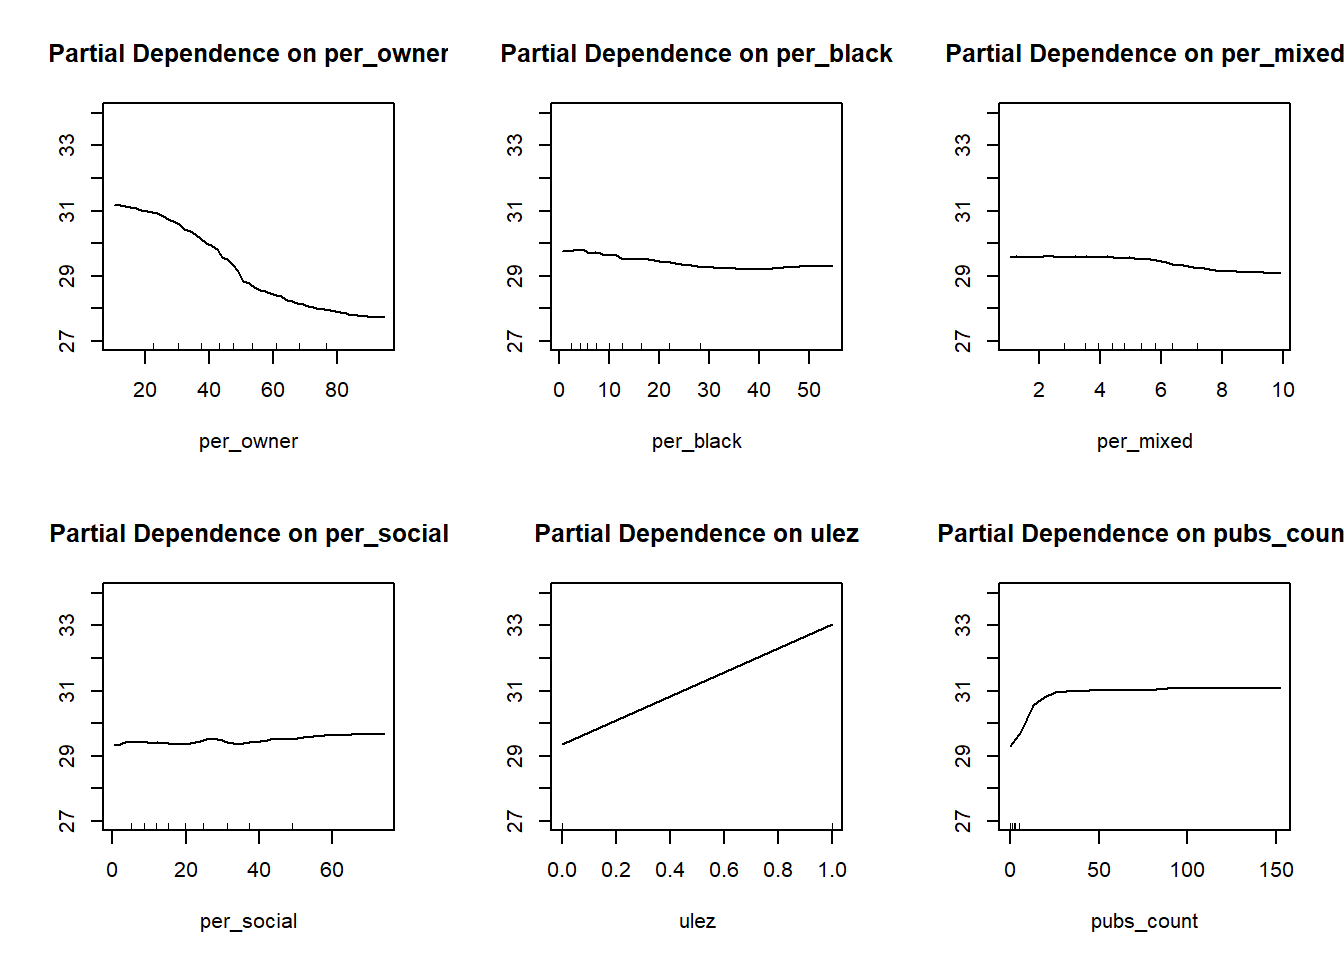 Partial Dependence on per_owner
33
31
29
27
20 40 60 80
per_owner
Partial Dependence on per_black
33
31
29
27
0 10 20 30 40 50
per_black
Partial Dependence on per_mixed
33
31
29
27
2 4 6 8 10
per_mixed
Partial Dependence on per_social
33
31
29
27
0 20 40 60
per_social
Partial Dependence on ulez
33
31
29
27
0.0 0.2 0.4 0.6 0.8 1.0
ulez
Partial Dependence on pubs_coun
33
31
29
27
0 50 100 150
pubs_count